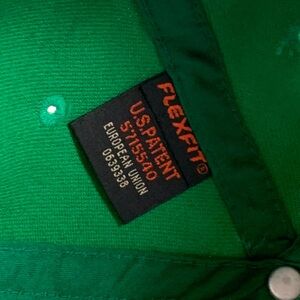 FLEXFIT®
U.S.PATENT
5715540
EUROPEAN UNION
0639338